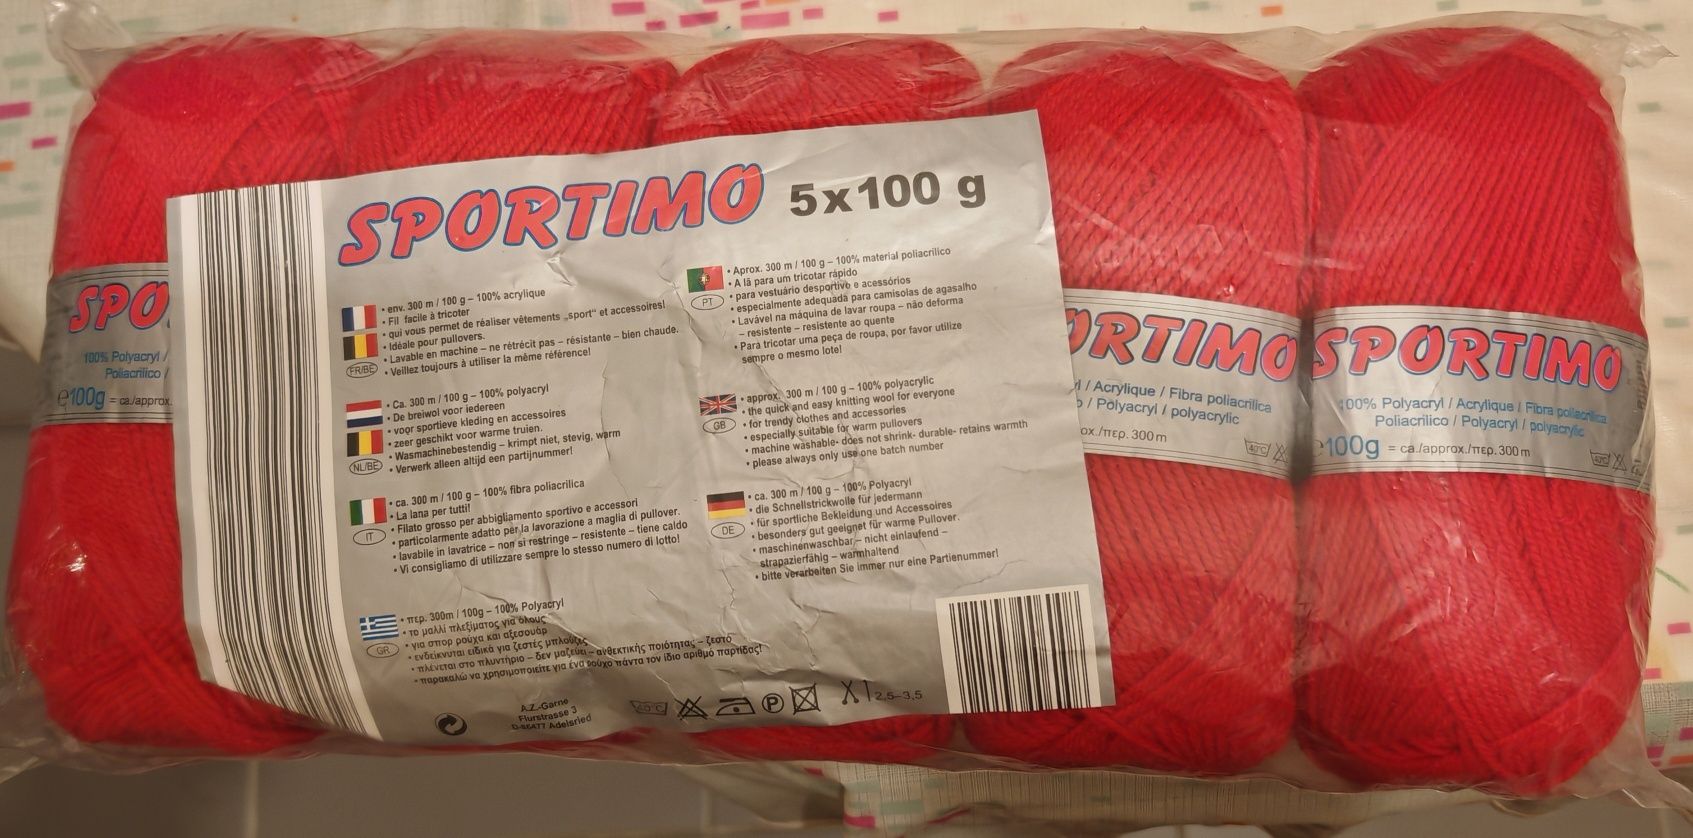 SPORTIMO 5x100 g
• env. 300 m / 100 g – 100% acrylique
• Fil facile à tricoter
• qui vous permet de réaliser vêtements „sport“ et accessoires!
• Idéale pour pullovers.
• Lavable en machine – ne rétrécit pas – résistante – bien chaude.
• Veillez toujours à utiliser la même référence!
FR/BE
• Ca. 300 m / 100 g – 100% polyacryl
• De breiwol voor iedereen
• voor sportieve kleding en accessoires
• zeer geschikt voor warme truien.
• Wasmachinebestendig – krimpt niet, stevig, warm
• Verwerk alleen altijd een partijnummer!
NL/BE
• ca. 300 m / 100 g – 100% fibra poliacrilica
• La lana per tutti!
• Filato grosso per abbigliamento sportivo e accessori
• particolarmente adatto per la lavorazione a maglia di pullover.
• lavabile in lavatrice – non si restringe – resistente – tiene caldo
• Vi consigliamo di utilizzare sempre lo stesso numero di lotto!
IT
• περ. 300m / 100g – 100% Polyacryl
• το μαλλί πλεξίματος για όλους
• για σπορ ρούχα και αξεσουάρ
• ενδείκνυται ειδικά για ζεστές μπλούζες
• πλένεται στο πλυντήριο – δεν μαζεύει – ανθεκτικής ποιότητας – ζεστό
• παρακαλώ να χρησιμοποιείτε για ένα ρούχο πάντα τον ίδιο αριθμό παρτίδας!
GR
• Aprox. 300 m / 100 g – 100% material poliacrílico
• A lã para um tricotar rápido
• para vestuário desportivo e acessórios
• especialmente adequada para camisolas de agasalho
• Lavável na máquina de lavar roupa – não deforma
– resistente – resistente ao quente
• Para tricotar uma peça de roupa, por favor utilize
sempre o mesmo lote!
PT
• approx. 300 m / 100 g – 100% polyacrylic
• the quick and easy knitting wool for everyone
• for trendy clothes and accessories
• especially suitable for warm pullovers
• machine washable- does not shrink- durable- retains warmth
• please always only use one batch number
GB
• ca. 300 m / 100 g – 100% Polyacryl
• die Schnellstrickwolle für jedermann
• für sportliche Bekleidung und Accessoires
• besonders gut geeignet für warme Pullover.
• maschinenwaschbar – nicht einlaufend –
strapazierfähig – warmhaltend
• bitte verarbeiten Sie immer nur eine Partienummer!
DE
A.Z.-Garne
Flurstrasse 3
D-86477 Adelsried
40°C P 2,5–3,5
SPO
100% Polyacryl /
Poliacrilico /
e100g = ca./approx.
ORTIMO
/ Acrylique / Fibra poliacrilica
/ Polyacryl / polyacrylic
ox./περ. 300 m
40°C
SPORTIMO
100% Polyacryl / Acrylique / Fibra poliacrilica
Poliacrilico / Polyacryl / polyacrylic
100g = ca./approx./περ. 300 m
40°C